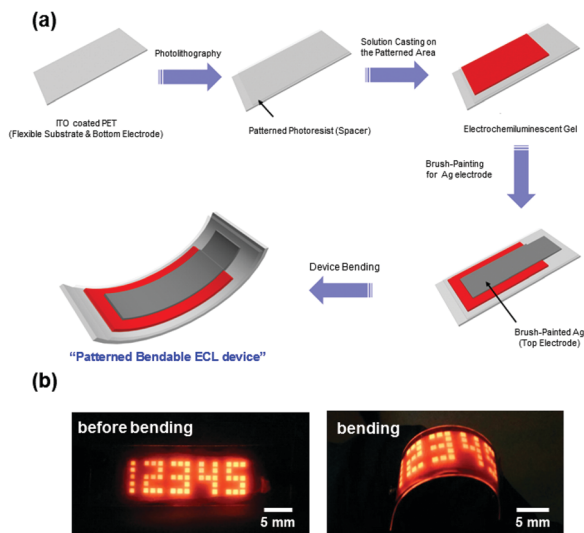 (a)
Photolithography
Solution Casting on
the Patterned Area
ITO coated PET
(Flexible Substrate & Bottom Electrode)
Patterned Photoresist (Spacer)
Electrochemiluminescent Gel
Brush-Painting
for Ag electrode
Device Bending
Brush-Painted Ag
(Top Electrode)
“Patterned Bendable ECL device”
(b)
before bending
12345
5 mm
bending
2345
5 mm